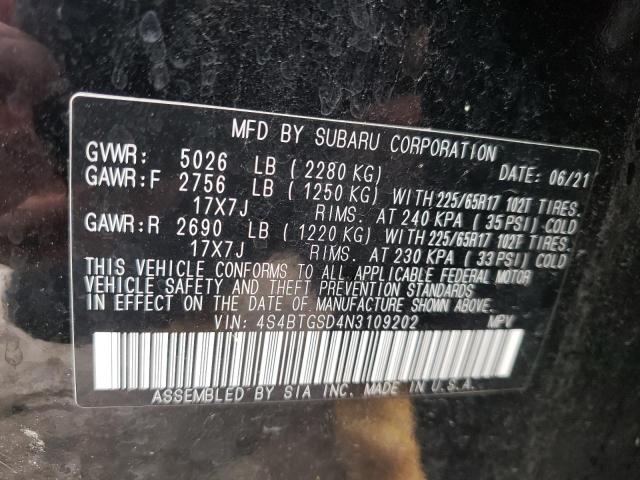 MFD BY SUBARU CORPORATION
GVWR: 5026 LB (2280 KG) DATE: 06/21
GAWR:F 2756 LB (1250 KG) WITH 225/65R17 102T TIRES.
17X7J RIMS. AT 240 KPA (35 PSI) COLD
GAWR:R 2690 LB (1220 KG) WITH 225/65R17 102T TIRES.
17X7J RIMS. AT 230 KPA (33 PSI) COLD
THIS VEHICLE CONFORMS TO ALL APPLICABLE FEDERAL MOTOR
VEHICLE SAFETY AND THEFT PREVENTION STANDARDS
IN EFFECT ON THE DATE OF MANUFACTURE SHOWN ABOVE.
VIN: 4S4BTGSD4N3109202 MPV
ASSEMBLED BY SIA INC. MADE IN U.S.A.